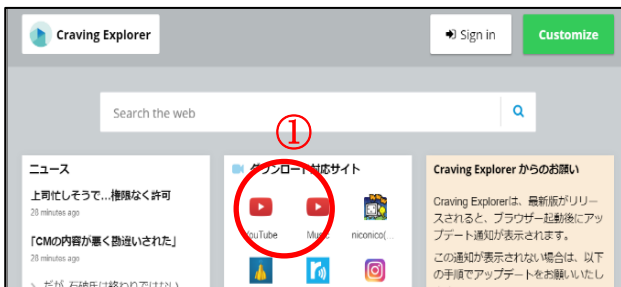 Craving Explorer
Sign in
Customize
Search the web
①
ニュース
上司忙しそうで...権限なく許可
28 minutes ago
「CMの内容が悪く勘違いされた」
28 minutes ago
ダウンロード対応サイト
YouTube
Music
niconico(...
Craving Explorer からのお願い
Craving Explorerは、最新版がリリー
スされると、ブラウザー起動後にアッ
プデート通知が表示されます。
この通知が表示されない場合は、以下
の手順でアップデートをお願いいたし